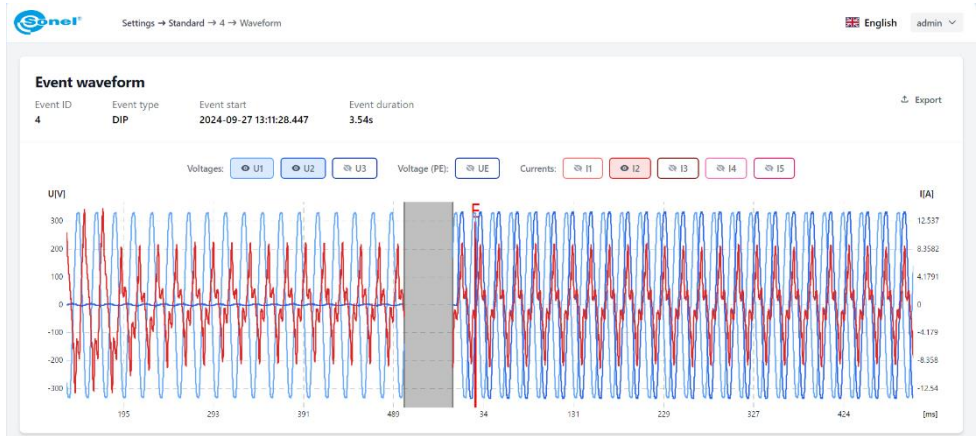 Sonel®
Settings → Standard → 4 → Waveform
English
admin
Event waveform
Event ID
Event type
Event start
Event duration
4
DIP
2024-09-27 13:11:28.447
3.54s
Export
Voltages: U1 U2 U3 Voltage (PE): UE Currents: I1 I2 I3 I4 I5
U[V]
I[A]
E
300
200
100
0
-100
-200
-300
12.537
8.3582
4.1791
0
-4.179
-8.358
-12.54
195 293 391 489 34 131 229 327 424 [ms]